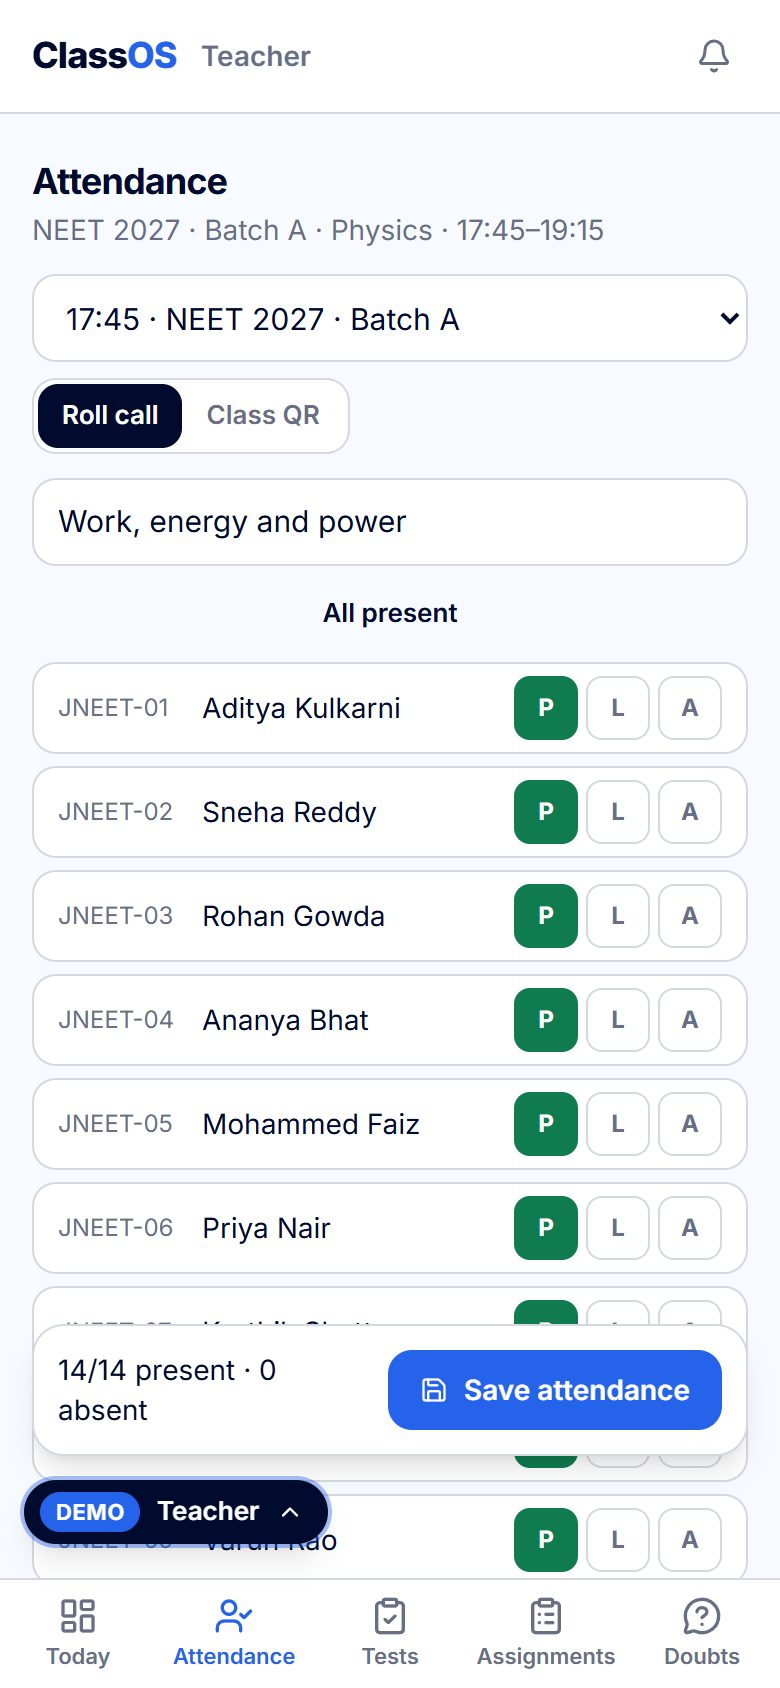 ClassOS Teacher
Attendance
NEET 2027 · Batch A · Physics · 17:45–19:15
17:45 · NEET 2027 · Batch A
Roll call Class QR
Work, energy and power
All present
JNEET-01 Aditya Kulkarni P L A
JNEET-02 Sneha Reddy P L A
JNEET-03 Rohan Gowda P L A
JNEET-04 Ananya Bhat P L A
JNEET-05 Mohammed Faiz P L A
JNEET-06 Priya Nair P L A
14/14 present · 0
absent
Save attendance
DEMO Teacher
Rao P L A
Today Attendance Tests Assignments Doubts